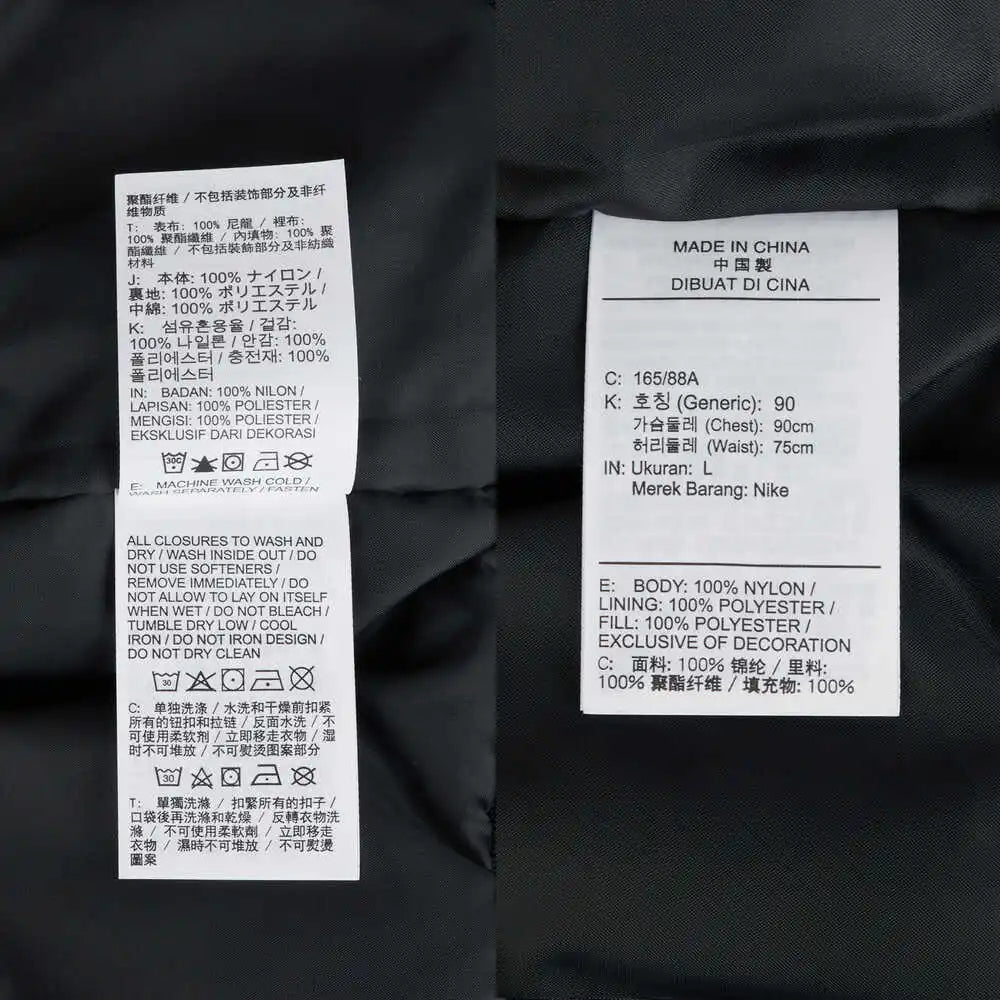 聚酯纤维 / 不包括装饰部分及非纤
维物质
T: 表布: 100% 尼龍 / 裡布:
100% 聚酯纖維 / 內填物: 100% 聚
酯纖維 / 不包括裝飾部分及非紡織
材料
J: 本体: 100% ナイロン /
裏地: 100% ポリエステル /
中綿: 100% ポリエステル
K: 섬유혼용율 / 겉감:
100% 나일론 / 안감: 100%
폴리에스터 / 충전재: 100%
폴리에스터
IN: BADAN: 100% NILON /
LAPISAN: 100% POLIESTER /
MENGISI: 100% POLIESTER /
EKSKLUSIF DARI DEKORASI
30C
E: MACHINE WASH COLD /
WASH SEPARATELY / FASTEN
ALL CLOSURES TO WASH AND
DRY / WASH INSIDE OUT / DO
NOT USE SOFTENERS /
REMOVE IMMEDIATELY / DO
NOT ALLOW TO LAY ON ITSELF
WHEN WET / DO NOT BLEACH /
TUMBLE DRY LOW / COOL
IRON / DO NOT IRON DESIGN /
DO NOT DRY CLEAN
30
C: 单独洗涤 / 水洗和干燥前扣紧
所有的钮扣和拉链 / 反面水洗 / 不
可使用柔软剂 / 立即移走衣物 / 湿
时不可堆放 / 不可熨烫图案部分
30
T: 單獨洗滌 / 扣緊所有的扣子 /
口袋後再洗滌和乾燥 / 反轉衣物洗
滌 / 不可使用柔軟劑 / 立即移走
衣物 / 濕時不可堆放 / 不可熨燙
圖案
MADE IN CHINA
中国製
DIBUAT DI CINA
C: 165/88A
K: 호칭 (Generic): 90
가슴둘레 (Chest): 90cm
허리둘레 (Waist): 75cm
IN: Ukuran: L
Merek Barang: Nike
E: BODY: 100% NYLON /
LINING: 100% POLYESTER /
FILL: 100% POLYESTER /
EXCLUSIVE OF DECORATION
C: 面料: 100% 锦纶 / 里料:
100% 聚酯纤维 / 填充物: 100%